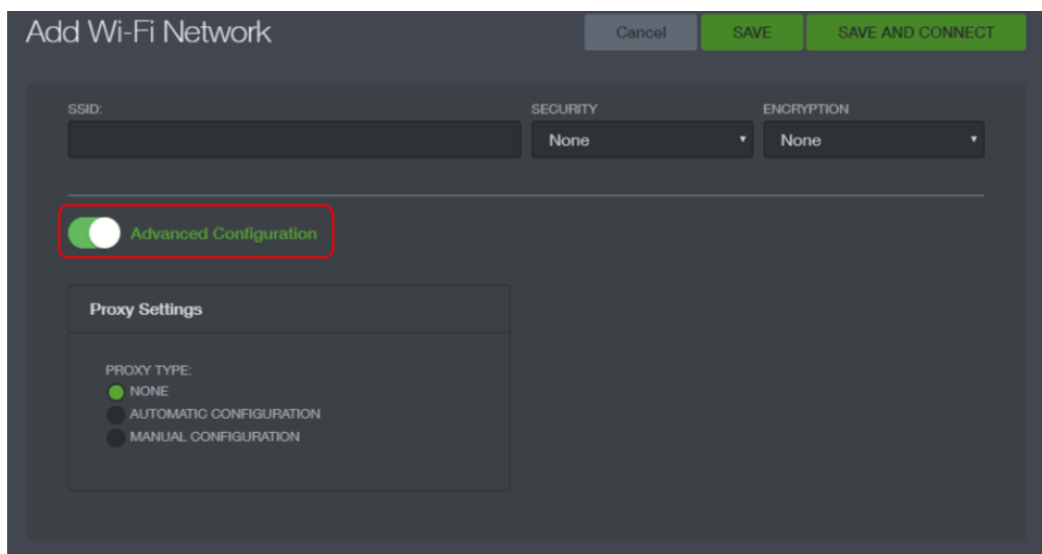 Add Wi-Fi Network
Cancel
SAVE
SAVE AND CONNECT
SSID:
SECURITY
ENCRYPTION
None
None
Advanced Configuration
Proxy Settings
PROXY TYPE:
NONE
AUTOMATIC CONFIGURATION
MANUAL CONFIGURATION